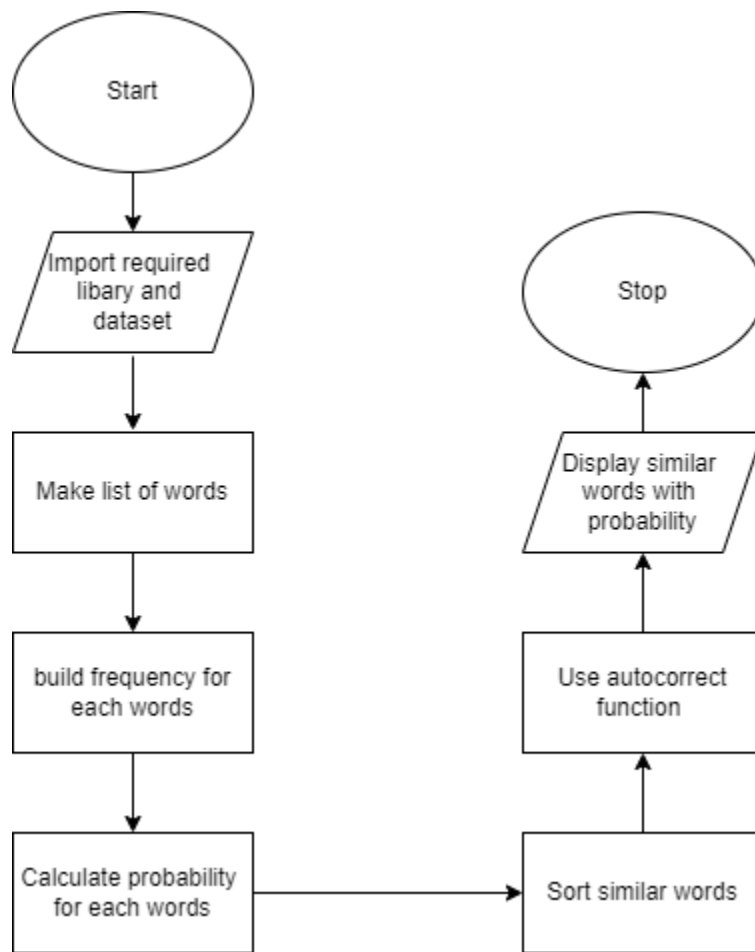 Start
Import required
libary and
dataset
Make list of words
build frequency for
each words
Calculate probability
for each words
Sort similar words
Use autocorrect
function
Display similar
words with
probability
Stop